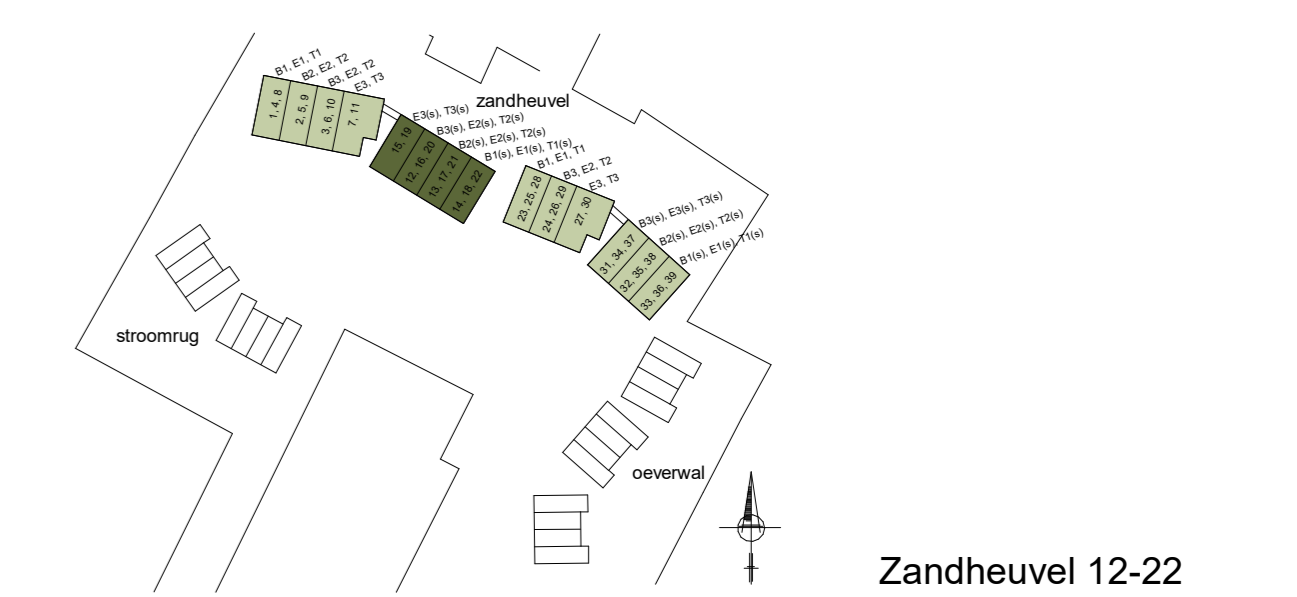 B1, E1, T1
B2, E2, T2
B3, E2, T2
E3, T3
1, 4, 8
2, 5, 9
3, 6, 10
7, 11
zandheuvel
E3(s), T3(s)
B3(s), E2(s), T2(s)
B2(s), E2(s), T2(s)
B1(s), E1(s), T1(s)
15, 19
12, 16, 20
13, 17, 21
14, 18, 22
B1, E1, T1
B3, E2, T2
E3, T3
23, 25, 28
24, 26, 29
27, 30
B3(s), E3(s), T3(s)
B2(s), E2(s), T2(s)
B1(s), E1(s), T1(s)
31, 34, 37
32, 35, 38
33, 36, 39
stroomrug
oeverwal
Zandheuvel 12-22